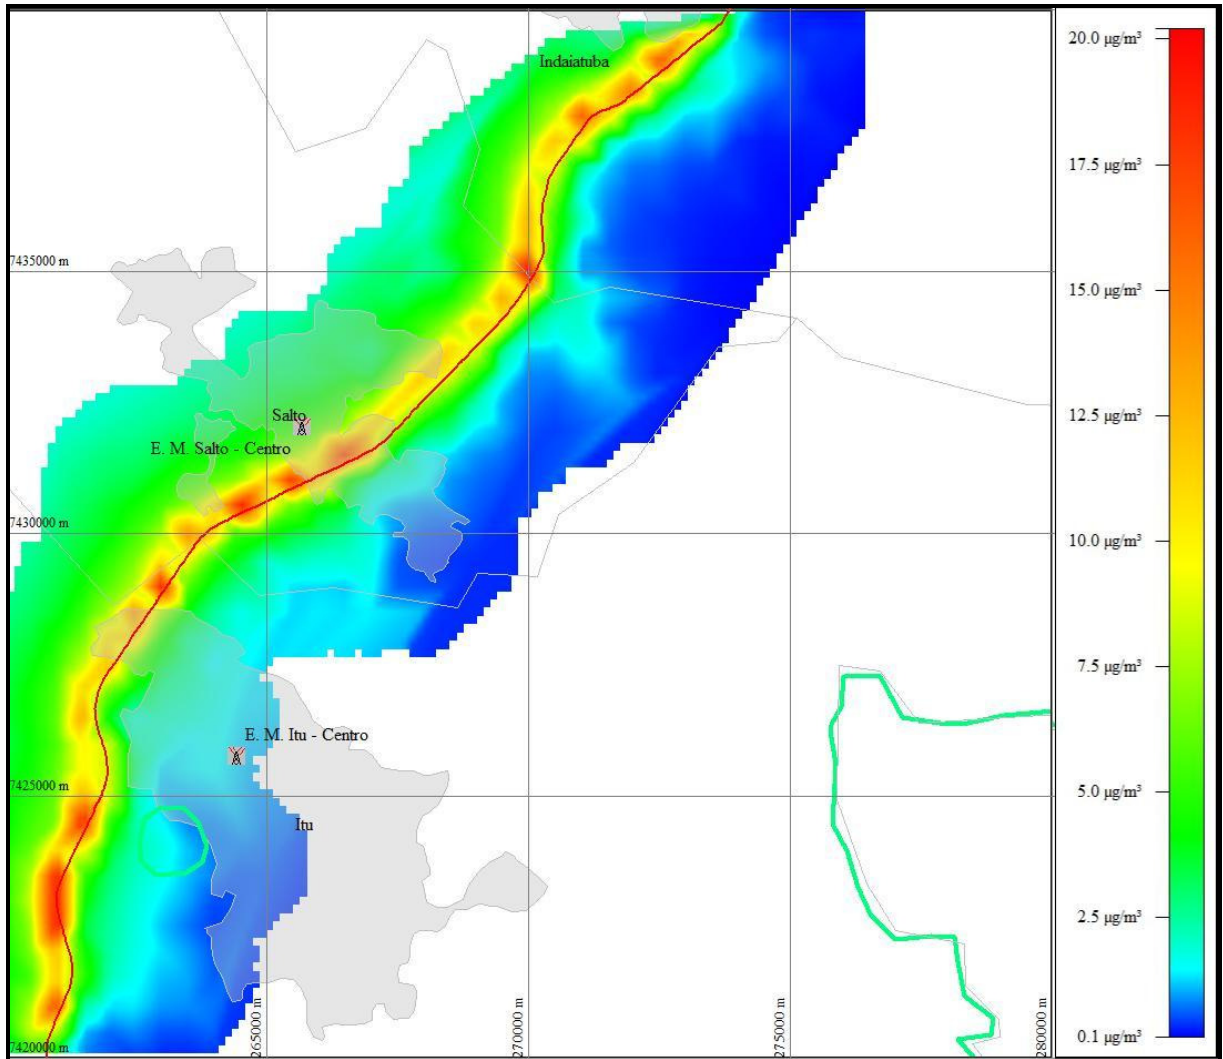 Indaiatuba
7435000 m
Salto
E. M. Salto - Centro
7430000 m
E. M. Itu - Centro
7425000 m
Itu
7420000 m
265000 m
270000 m
275000 m
280000 m
20.0 µg/m³
17.5 µg/m³
15.0 µg/m³
12.5 µg/m³
10.0 µg/m³
7.5 µg/m³
5.0 µg/m³
2.5 µg/m³
0.1 µg/m³